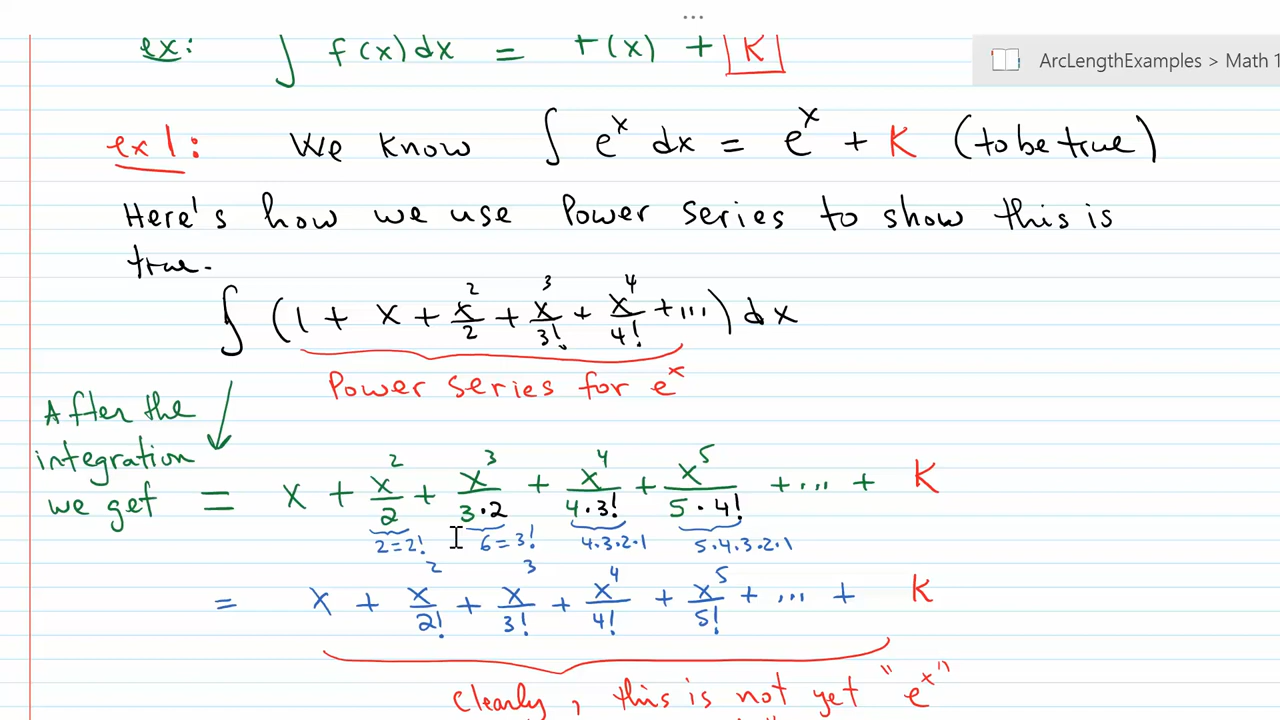 ...
ex: ∫ f(x)dx = F(x) + K
ArcLengthExamples > Math 1
ex 1: We know ∫ e^x dx = e^x + K (to be true)
Here's how we use Power series to show this is
true.
∫ (1 + x + x^2/2 + x^3/3! + x^4/4! + ...) dx
Power series for e^x
After the
integration
we get = x + x^2/2 + x^3/(3·2) + x^4/(4·3!) + x^5/(5·4!) + ... + K
2=2! 6=3! 4·3·2·1 5·4·3·2·1
= x + x^2/2! + x^3/3! + x^4/4! + x^5/5! + ... + K
Clearly, this is not yet "e^x"